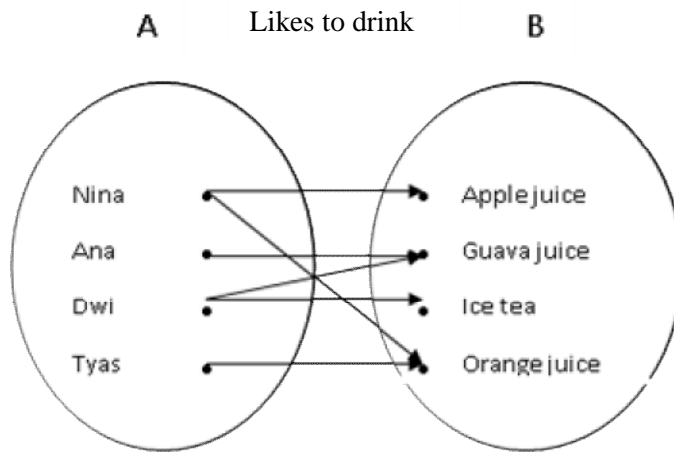 A Likes to drink B
Nina Apple juice
Ana Guava juice
Dwi Ice tea
Tyas Orange juice